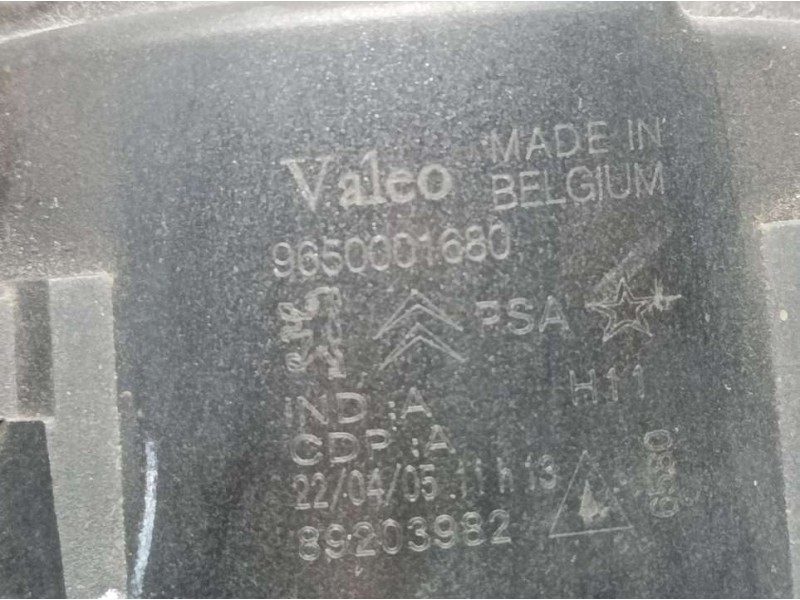 Valeo
MADE IN
BELGIUM
9650001680
PSA
H11
IND :A
CDP :A
22/04/05 11 h 13
89203982